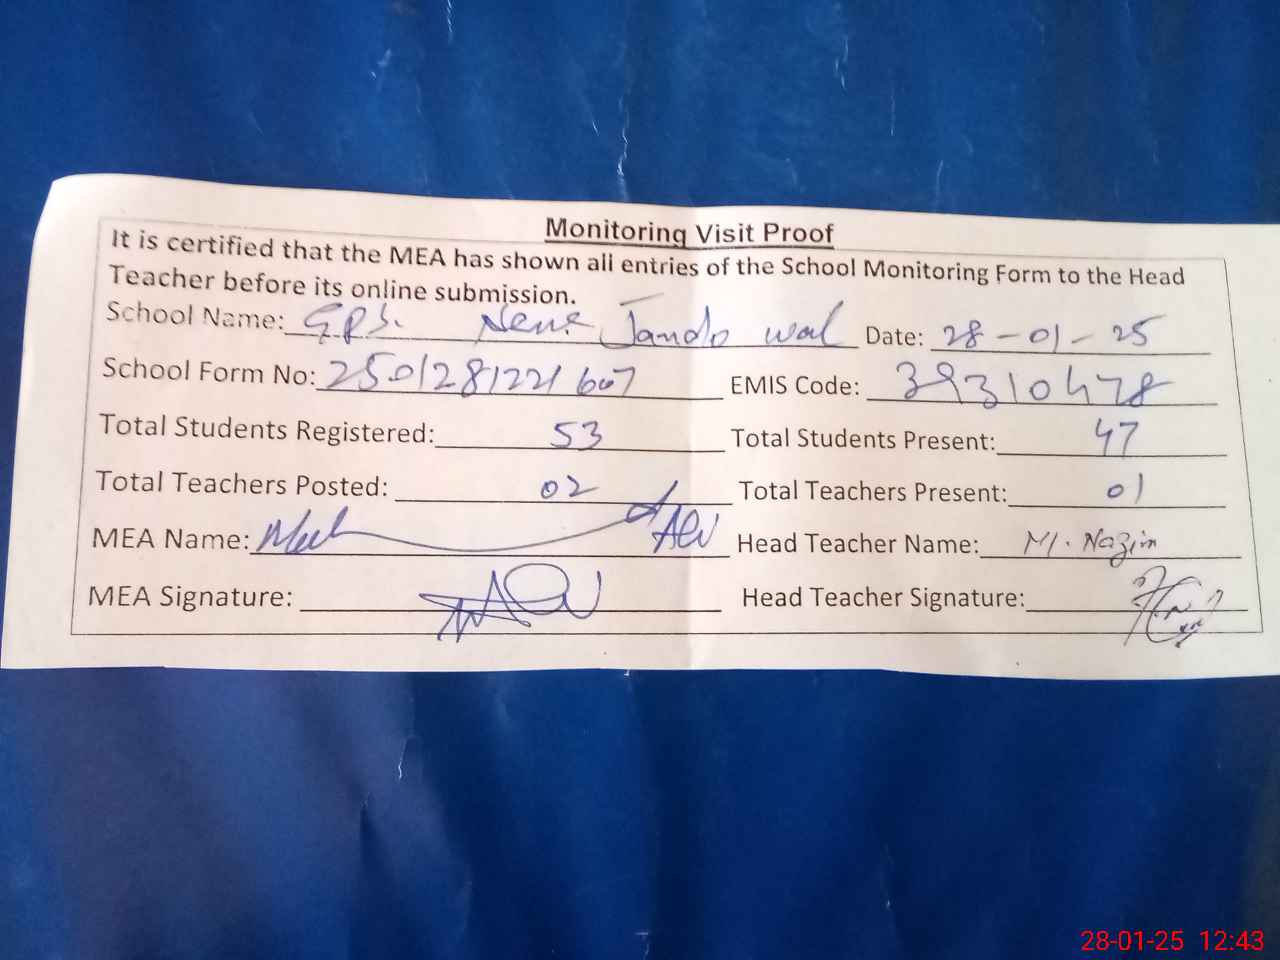 Monitoring Visit Proof
It is certified that the MEA has shown all entries of the School Monitoring Form to the Head
Teacher before its online submission.
School Name: GPS. New Jando wal Date: 28-01-25
School Form No: 2501281221607 EMIS Code: 39310478
Total Students Registered: 53 Total Students Present: 47
Total Teachers Posted: 02 Total Teachers Present: 01
MEA Name: Head Teacher Name: M. Nazim
MEA Signature: Head Teacher Signature:
28-01-25 12:43